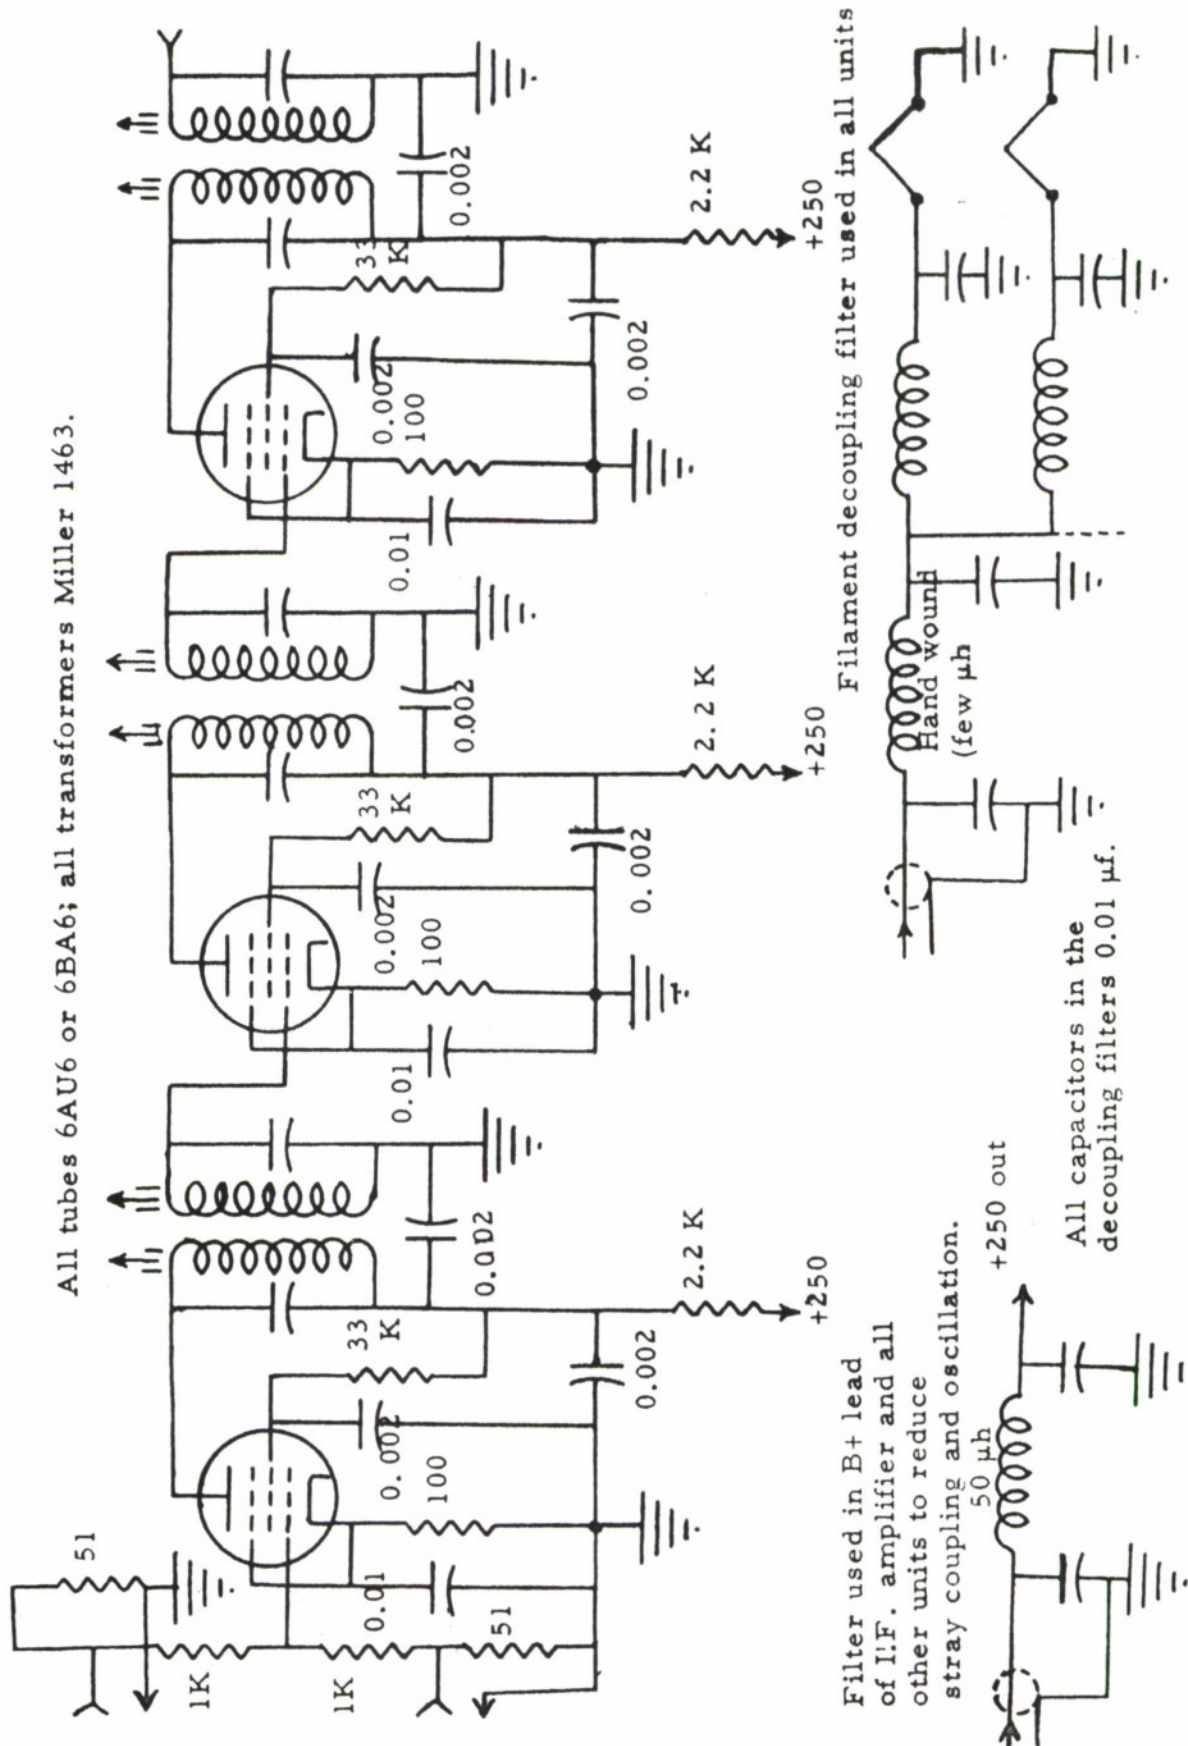 All tubes 6AU6 or 6BA6; all transformers Miller 1463.
51
1K
1K
0.01
51
0.002
100
33
K
0.002
0.002
2.2 K
+250
0.01
0.002
100
33
K
0.002
0.002
2.2 K
+250
0.01
0.002
100
33
K
0.002
0.002
2.2 K
+250
Filter used in B+ lead
of I.F. amplifier and all
other units to reduce
stray coupling and oscillation.
50 µh
+250 out
All capacitors in the
decoupling filters 0.01 µf.
Filament decoupling filter used in all units
Hand wound
(few µh